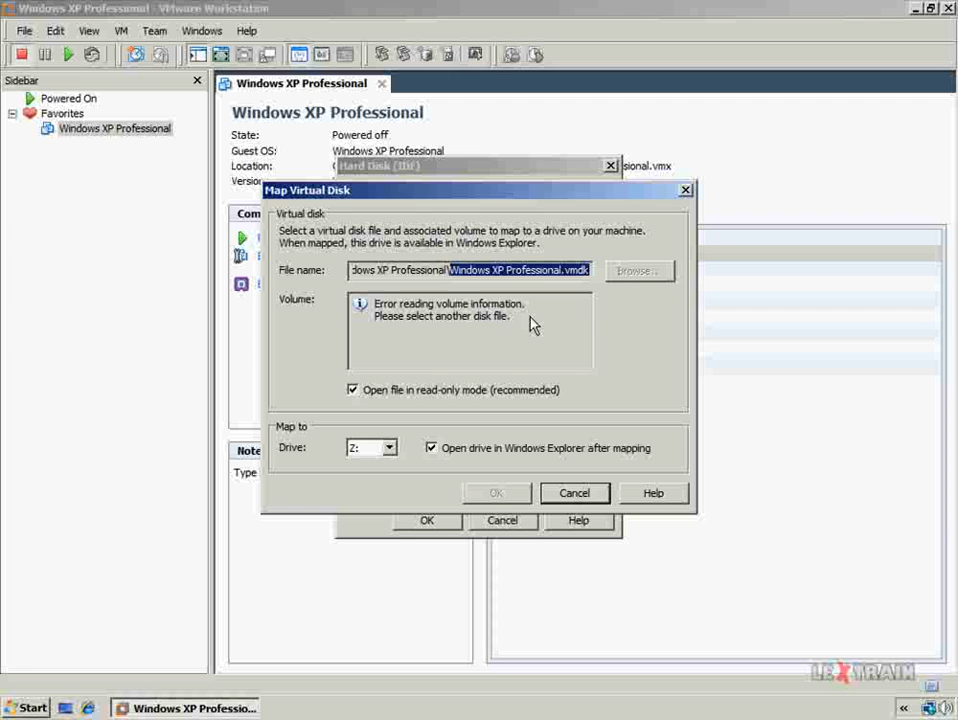 Windows XP Professional - VMware Workstation
File Edit View VM Team Windows Help
Sidebar
Powered On
Favorites
Windows XP Professional
Windows XP Professional
Windows XP Professional
State: Powered off
Guest OS: Windows XP Professional
Location: sional.vmx
Versio
Hard Disk (IDE)
Map Virtual Disk
Com
Virtual disk
Select a virtual disk file and associated volume to map to a drive on your machine.
When mapped, this drive is available in Windows Explorer.
File name: dows XP Professional\Windows XP Professional.vmdk Browse...
Volume: Error reading volume information.
Please select another disk file.
Open file in read-only mode (recommended)
Map to
Drive: Z: Open drive in Windows Explorer after mapping
Note
Type
OK Cancel Help
OK Cancel Help
LEXTRAIN
Start Windows XP Professio... «